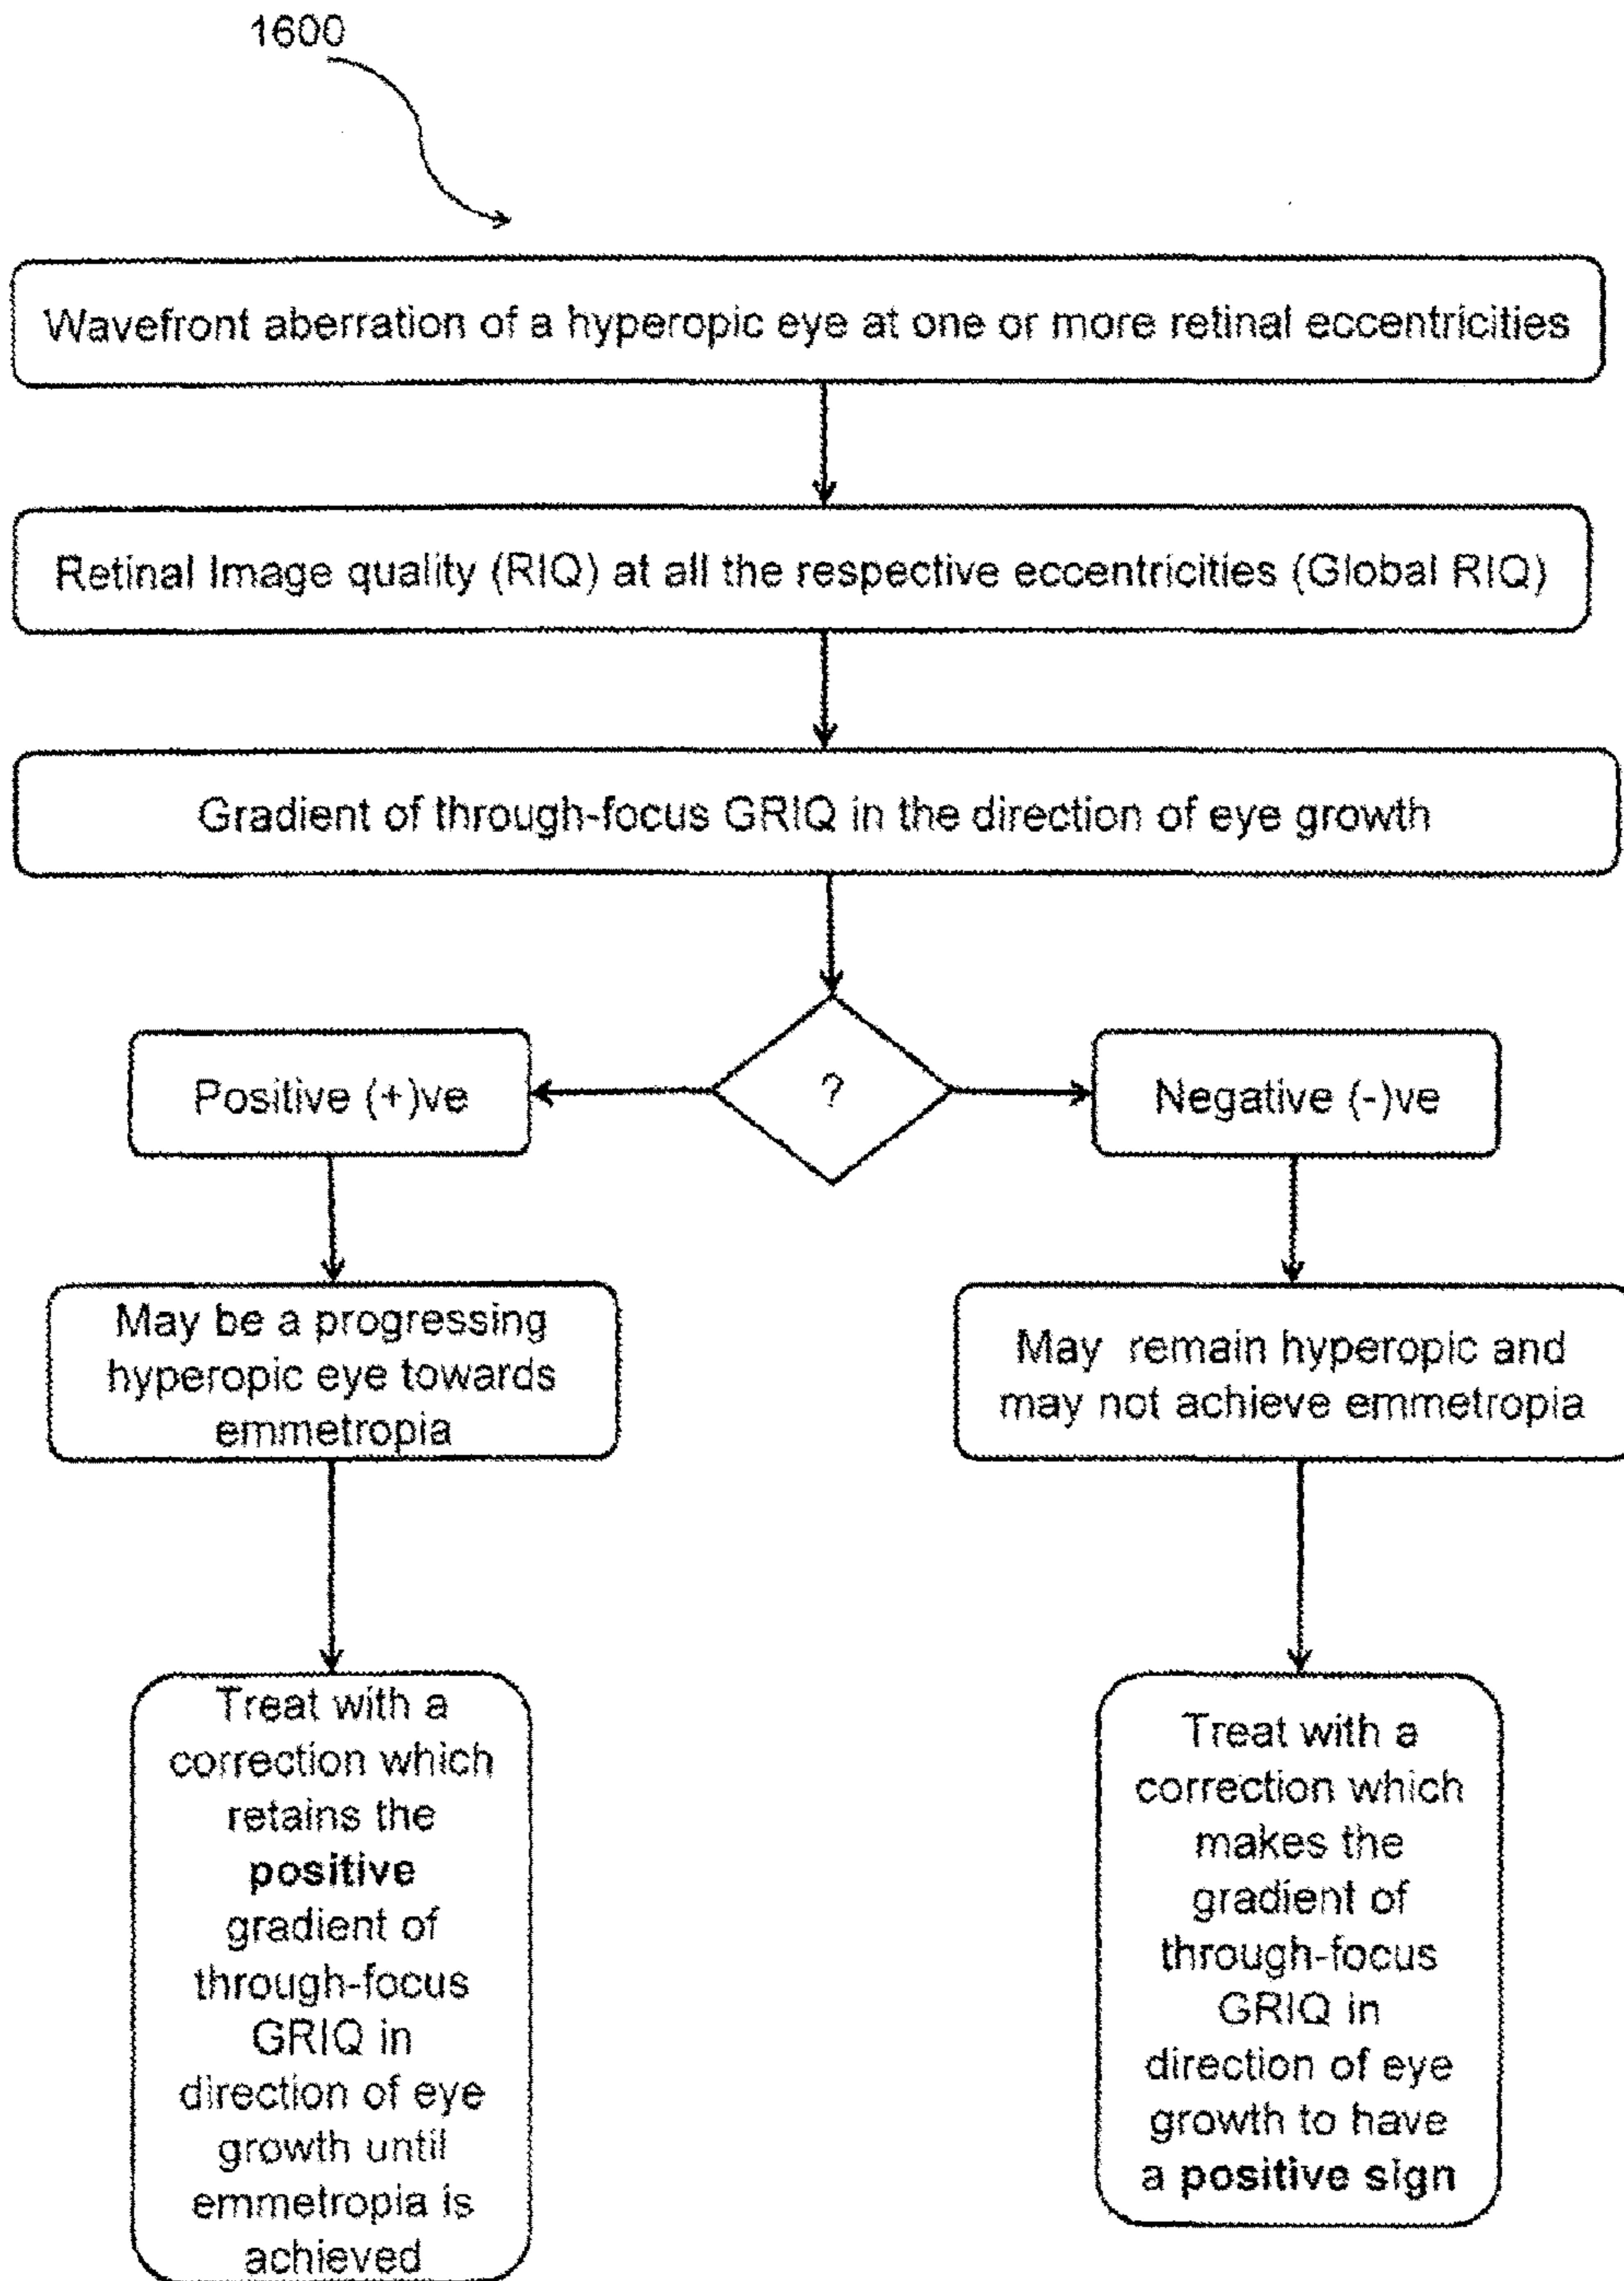 1600
Wavefront aberration of a hyperopic eye at one or more retinal eccentricities
Retinal Image quality (RIQ) at all the respective eccentricities (Global RIQ)
Gradient of through-focus GRIQ in the direction of eye growth
?
Positive (+)ve
Negative (-)ve
May be a progressing
hyperopic eye towards
emmetropia
May remain hyperopic and
may not achieve emmetropia
Treat with a
correction which
retains the
positive
gradient of
through-focus
GRIQ in
direction of eye
growth until
emmetropia is
achieved
Treat with a
correction which
makes the
gradient of
through-focus
GRIQ in
direction of eye
growth to have
a positive sign